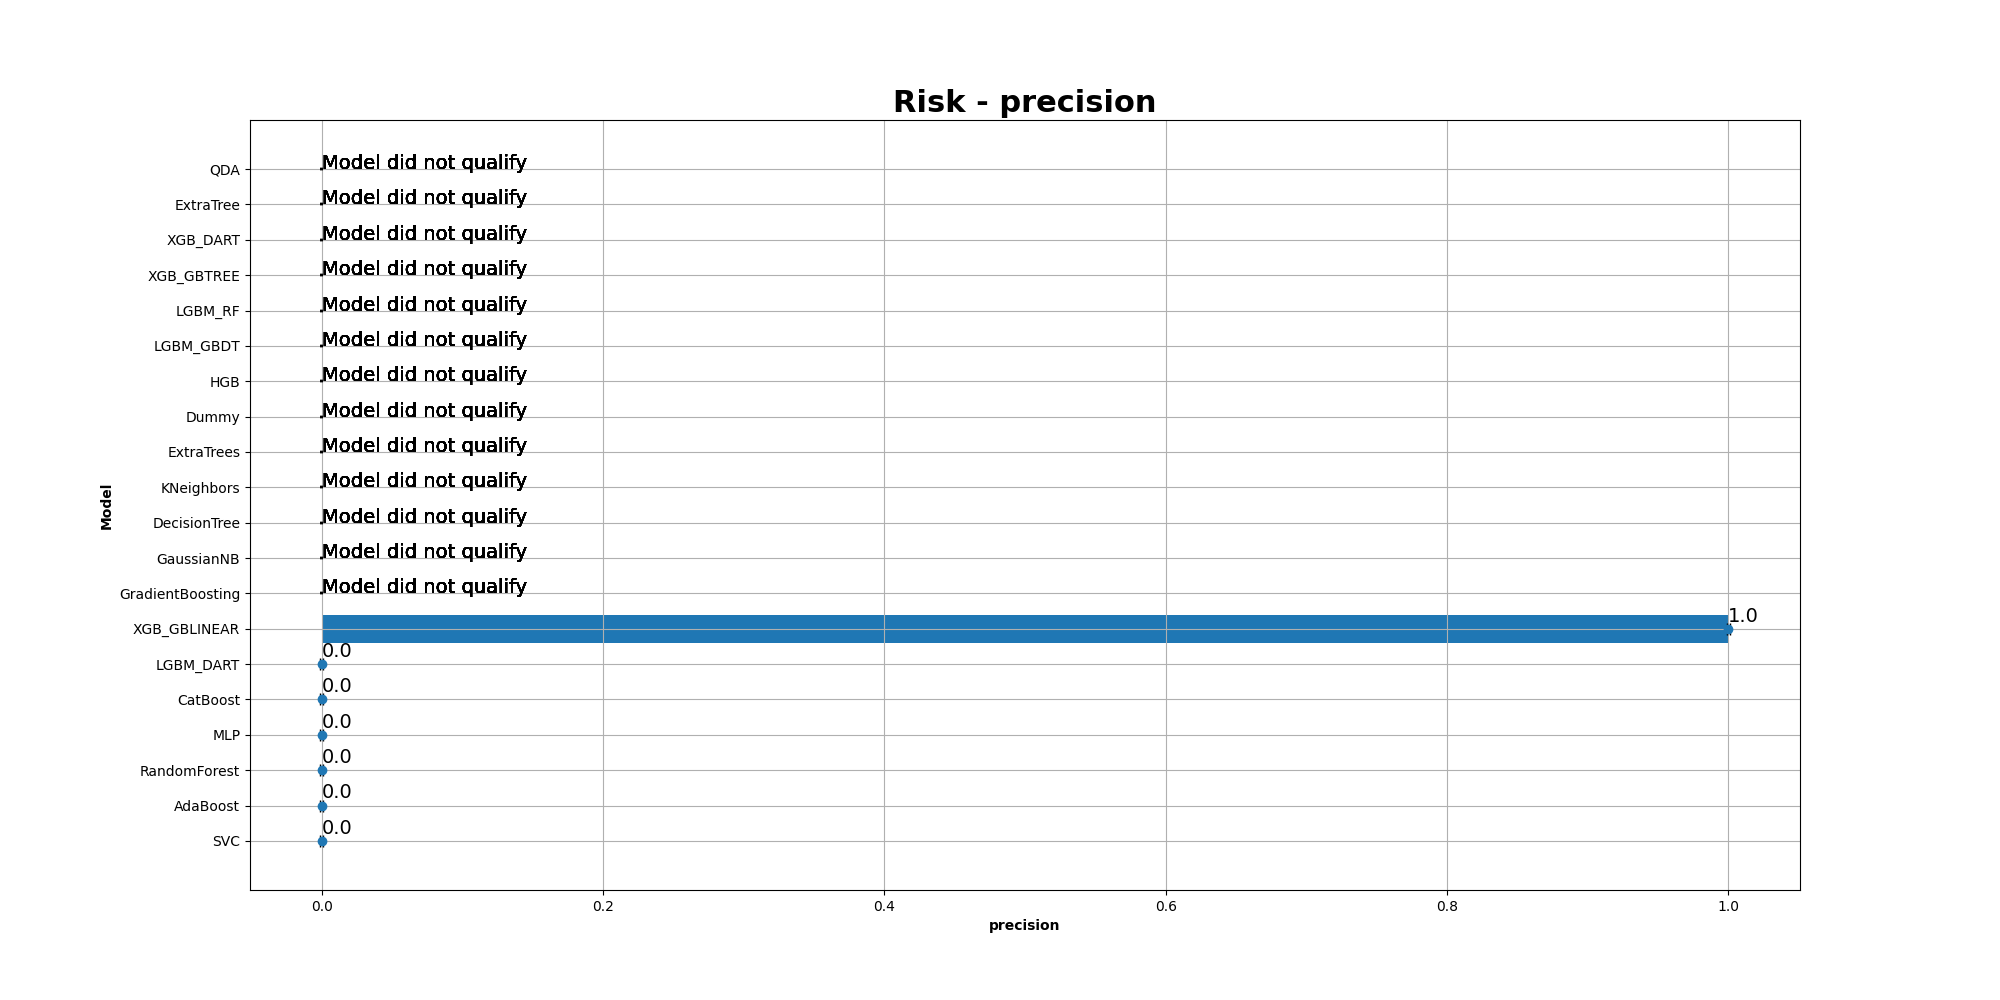 Risk - precision
QDA Model did not qualify
ExtraTree Model did not qualify
XGB_DART Model did not qualify
XGB_GBTREE Model did not qualify
LGBM_RF Model did not qualify
LGBM_GBDT Model did not qualify
HGB Model did not qualify
Dummy Model did not qualify
ExtraTrees Model did not qualify
KNeighbors Model did not qualify
DecisionTree Model did not qualify
GaussianNB Model did not qualify
GradientBoosting Model did not qualify
XGB_GBLINEAR 1.0
LGBM_DART 0.0
CatBoost 0.0
MLP 0.0
RandomForest 0.0
AdaBoost 0.0
SVC 0.0
Model
0.0 0.2 0.4 0.6 0.8 1.0
precision